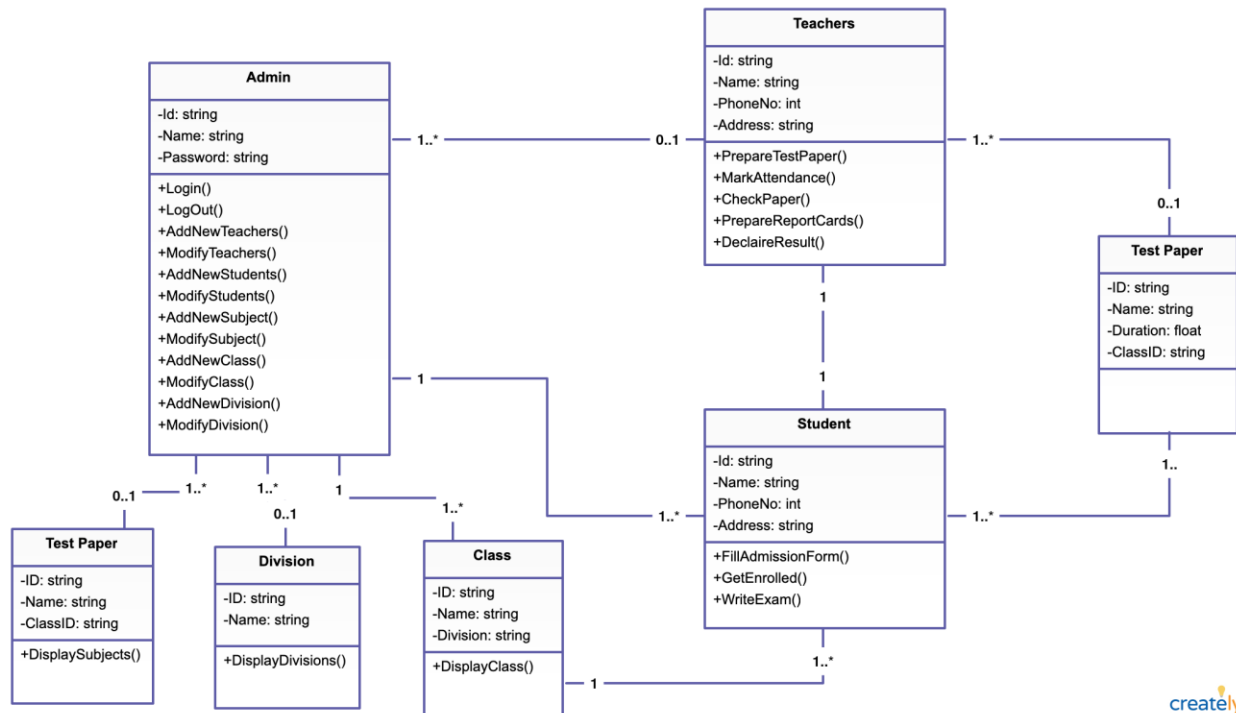 Teachers
-Id: string
-Name: string
-PhoneNo: int
-Address: string
+PrepareTestPaper()
+MarkAttendance()
+CheckPaper()
+PrepareReportCards()
+DeclaireResult()
Admin
-Id: string
-Name: string
-Password: string
+Login()
+LogOut()
+AddNewTeachers()
+ModifyTeachers()
+AddNewStudents()
+ModifyStudents()
+AddNewSubject()
+ModifySubject()
+AddNewClass()
+ModifyClass()
+AddNewDivision()
+ModifyDivision()
1..*
0..1
1..*
0..1
Test Paper
-ID: string
-Name: string
-Duration: float
-ClassID: string
1
1
1
1..*
1..
1..*
Student
-Id: string
-Name: string
-PhoneNo: int
-Address: string
+FillAdmissionForm()
+GetEnrolled()
+WriteExam()
0..1
1..*
1..*
0..1
1
1..*
Test Paper
-ID: string
-Name: string
-ClassID: string
+DisplaySubjects()
Division
-ID: string
-Name: string
+DisplayDivisions()
Class
-ID: string
-Name: string
-Division: string
+DisplayClass()
1
1..*
creately